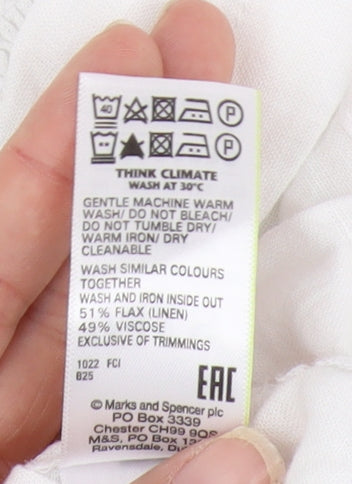 40 P
P
THINK CLIMATE
WASH AT 30°C
GENTLE MACHINE WARM
WASH/ DO NOT BLEACH/
DO NOT TUMBLE DRY/
WARM IRON/ DRY
CLEANABLE
WASH SIMILAR COLOURS
TOGETHER
WASH AND IRON INSIDE OUT
51% FLAX (LINEN)
49% VISCOSE
EXCLUSIVE OF TRIMMINGS
1022 FCI
825
EAC
© Marks and Spencer plc
PO Box 3339
Chester CH99 9QS
M&S, PO Box
Ravensdale,